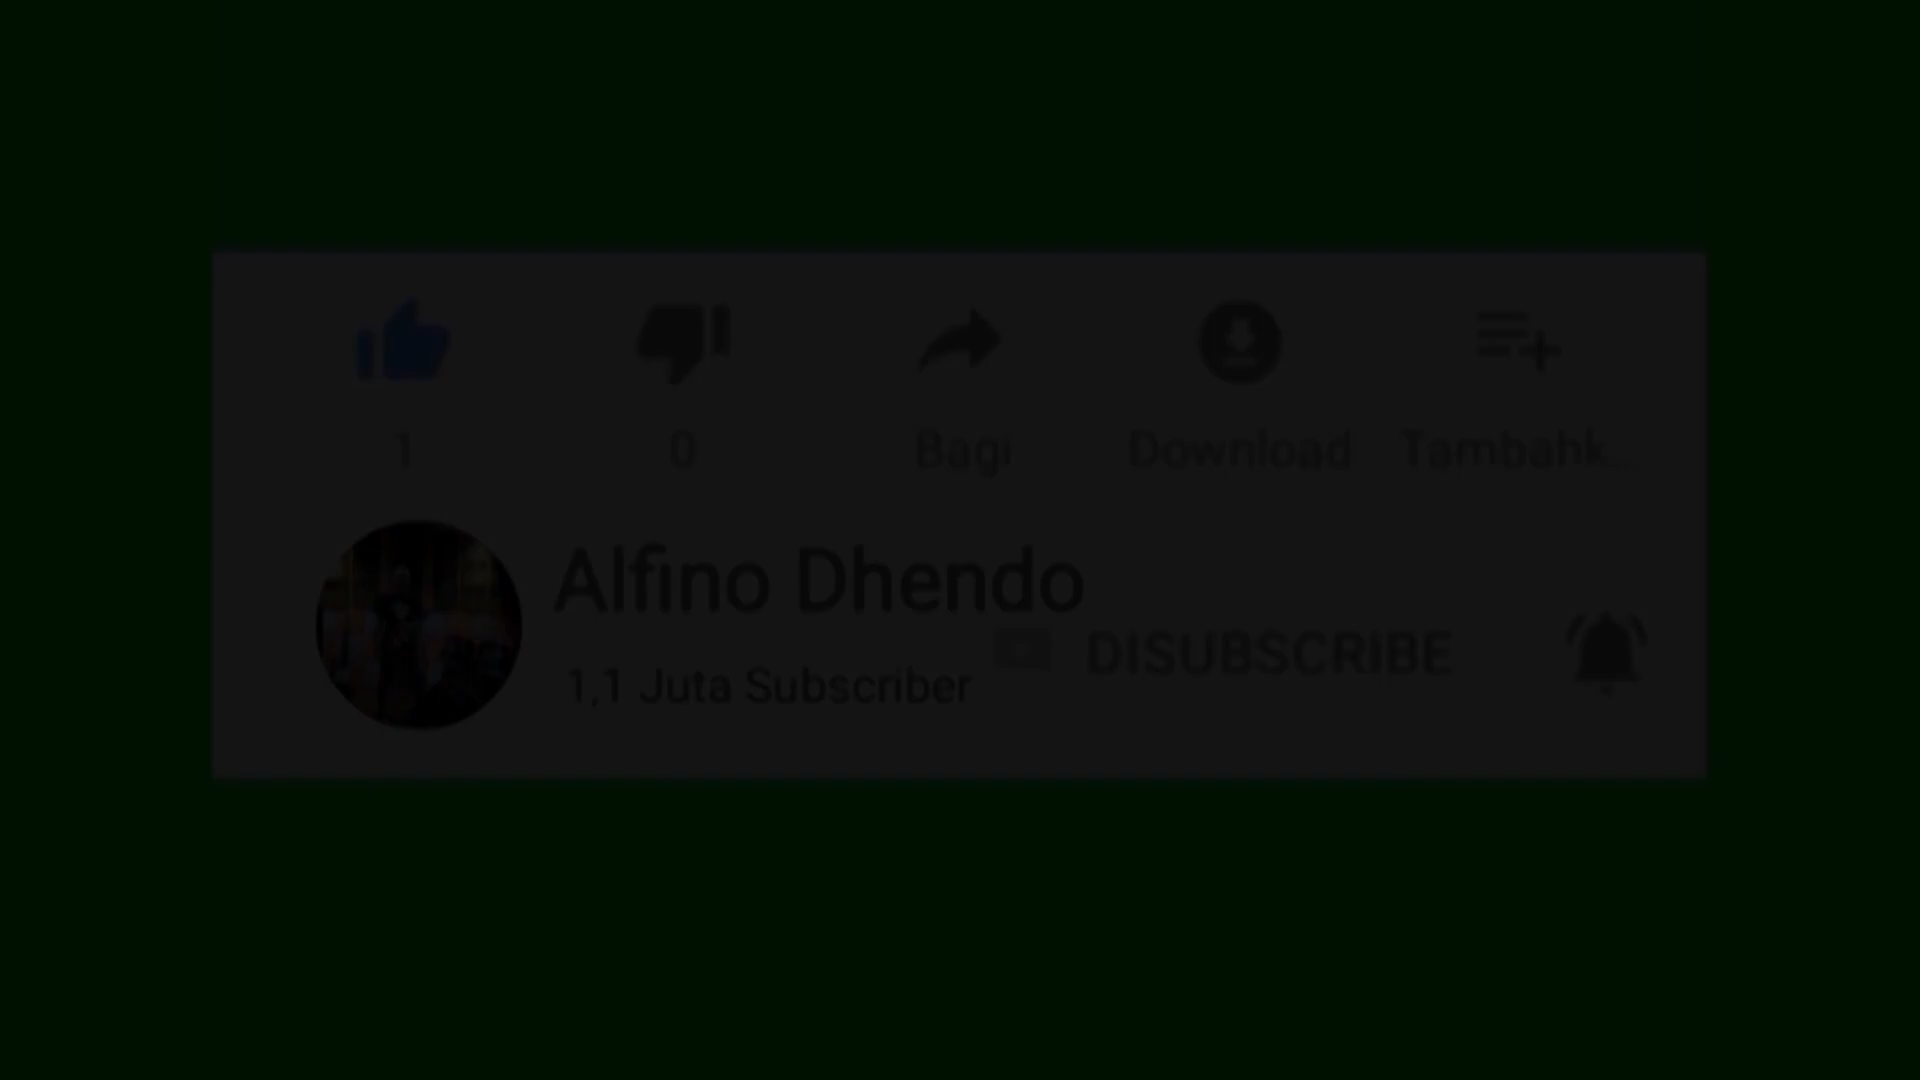 1 0 Bagi Download Tambahk...
Alfino Dhendo
DISUBSCRIBE
1,1 Juta Subscriber